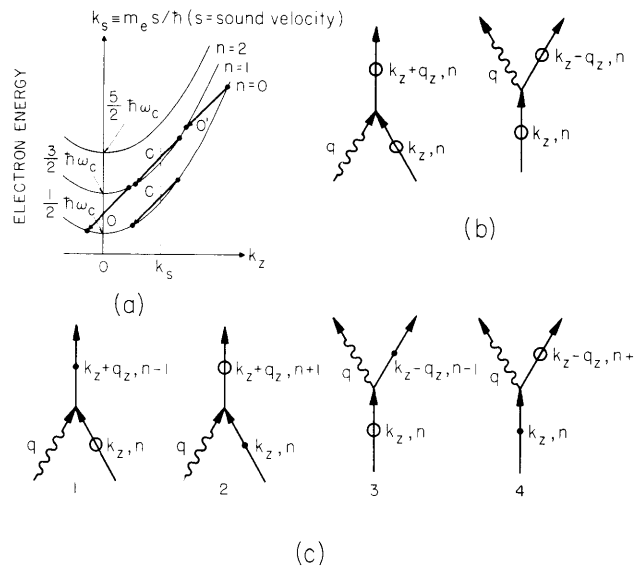 k_s ≡ m_e s/ħ (s = sound velocity)
n=2
n=1
n=0
5/2 ħω_c
3/2 ħω_c
1/2 ħω_c
ELECTRON ENERGY
O'
C
C
O
0
k_s
k_z
(a)
k_z+q_z, n
q
k_z, n
q
k_z-q_z, n
k_z, n
(b)
k_z+q_z, n-1
q
k_z, n
1
k_z+q_z, n+1
q
k_z, n
2
q
k_z-q_z, n-1
k_z, n
3
q
k_z-q_z, n+
k_z, n
4
(c)